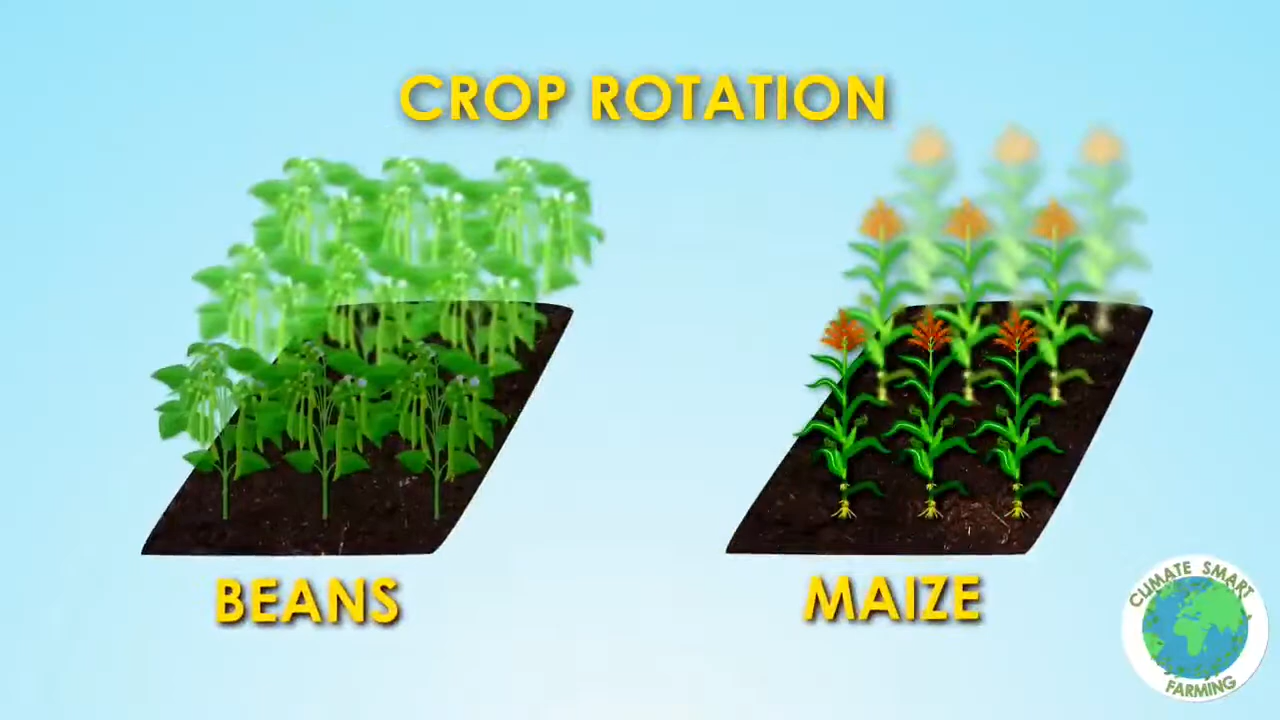 CROP ROTATION
BEANS
MAIZE
CLIMATE SMART
FARMING